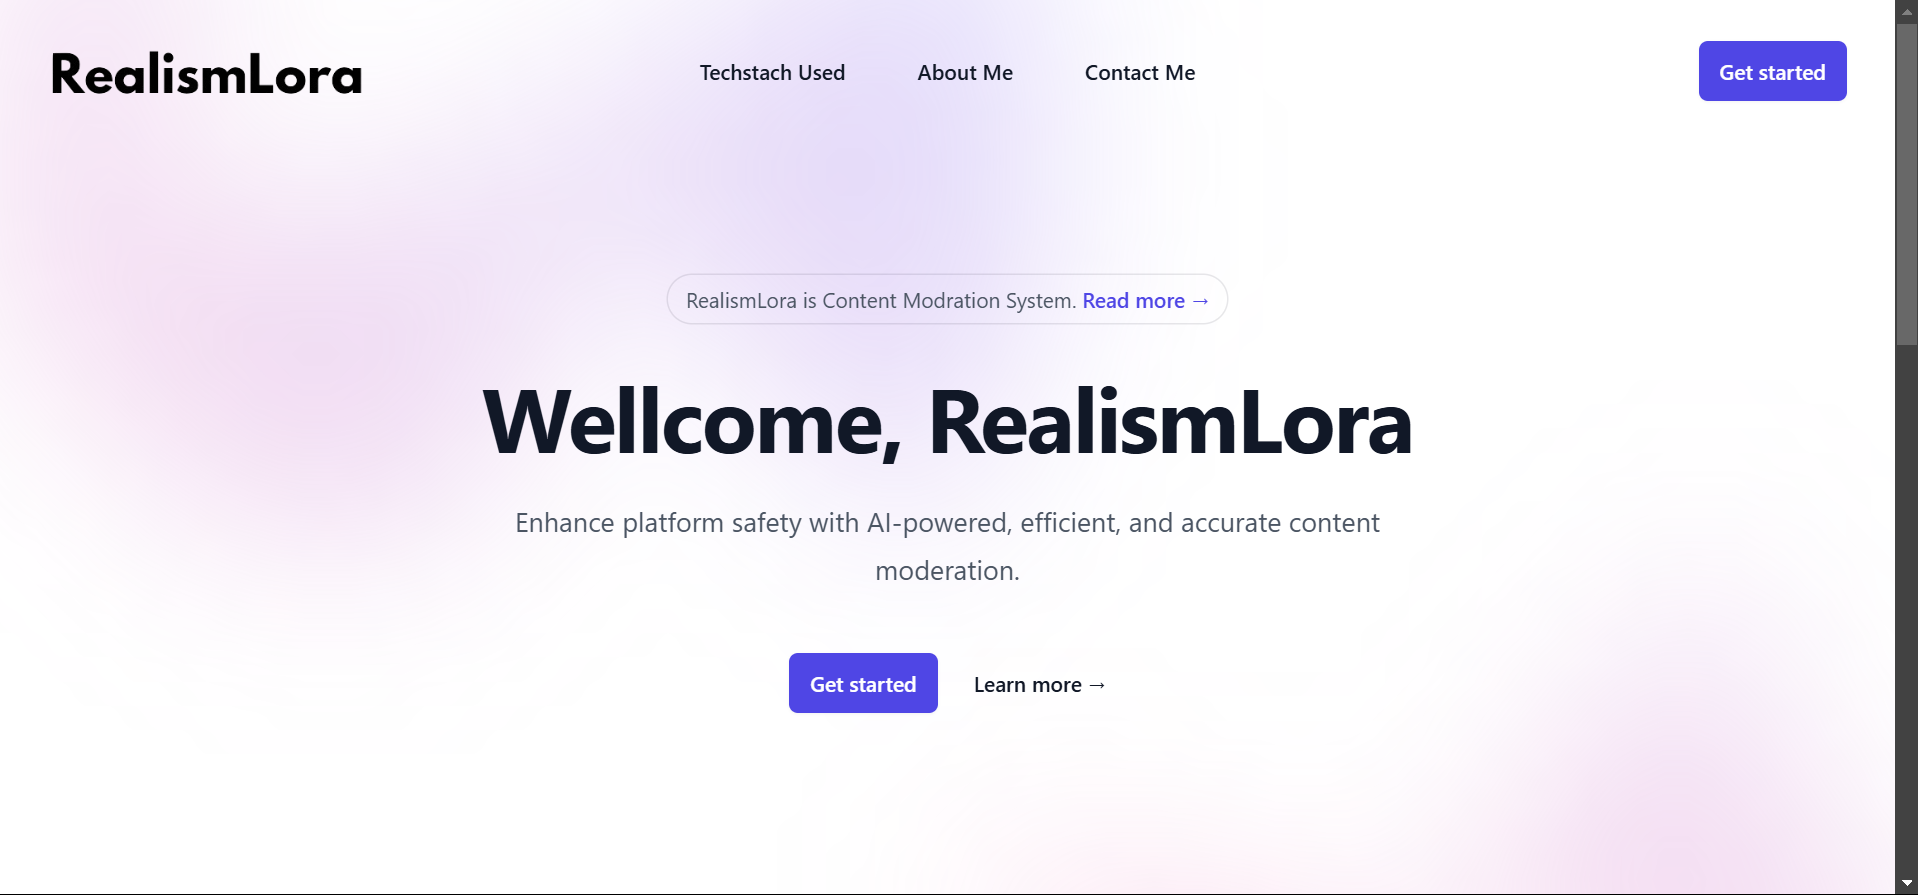 RealismLora
Techstach Used
About Me
Contact Me
Get started
RealismLora is Content Modration System. Read more →
Wellcome, RealismLora
Enhance platform safety with AI-powered, efficient, and accurate content
moderation.
Get started
Learn more →